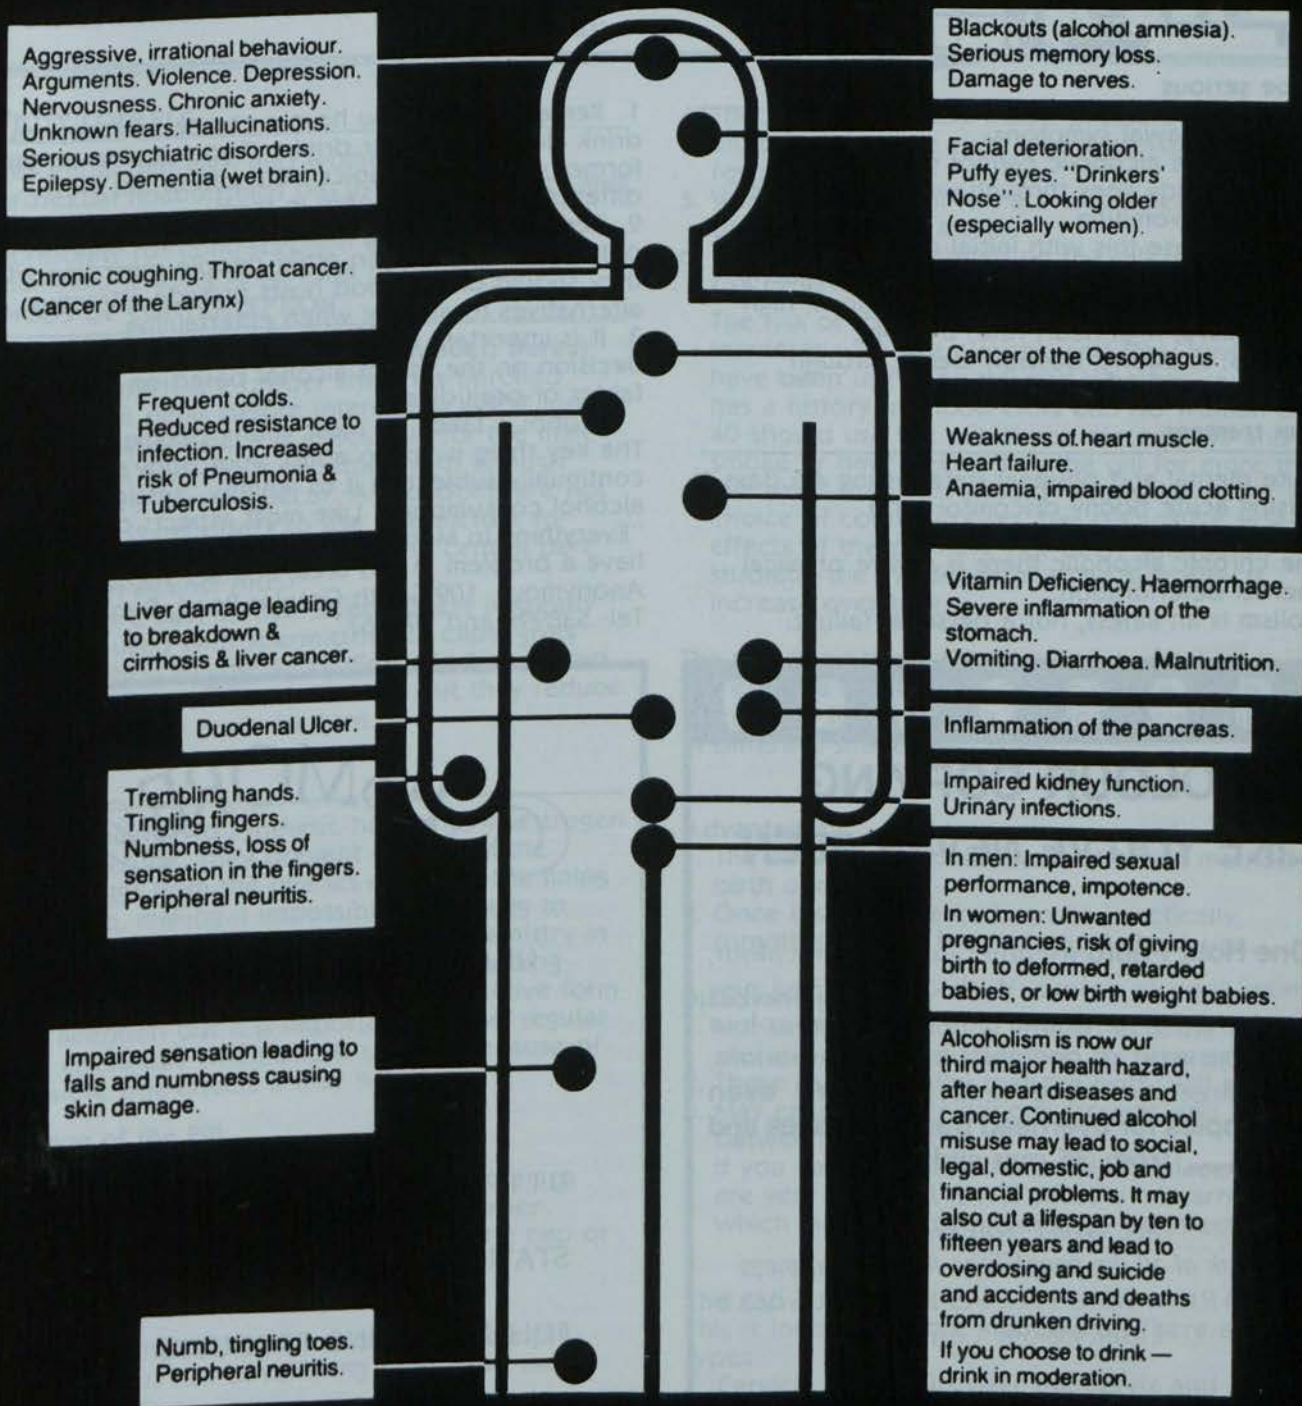 Aggressive, irrational behaviour.
Arguments. Violence. Depression.
Nervousness. Chronic anxiety.
Unknown fears. Hallucinations.
Serious psychiatric disorders.
Epilepsy. Dementia (wet brain).
Blackouts (alcohol amnesia).
Serious memory loss.
Damage to nerves.
Facial deterioration.
Puffy eyes. "Drinkers'
Nose". Looking older
(especially women).
Chronic coughing. Throat cancer.
(Cancer of the Larynx)
Cancer of the Oesophagus.
Frequent colds.
Reduced resistance to
infection. Increased
risk of Pneumonia &
Tuberculosis.
Weakness of heart muscle.
Heart failure.
Anaemia, impaired blood clotting.
Liver damage leading
to breakdown &
cirrhosis & liver cancer.
Vitamin Deficiency. Haemorrhage.
Severe inflammation of the
stomach.
Vomiting. Diarrhoea. Malnutrition.
Duodenal Ulcer.
Inflammation of the pancreas.
Trembling hands.
Tingling fingers.
Numbness, loss of
sensation in the fingers.
Peripheral neuritis.
Impaired kidney function.
Urinary infections.
In men: Impaired sexual
performance, impotence.
In women: Unwanted
pregnancies, risk of giving
birth to deformed, retarded
babies, or low birth weight babies.
Impaired sensation leading to
falls and numbness causing
skin damage.
Alcoholism is now our
third major health hazard,
after heart diseases and
cancer. Continued alcohol
misuse may lead to social,
legal, domestic, job and
financial problems. It may
also cut a lifespan by ten to
fifteen years and lead to
overdosing and suicide
and accidents and deaths
from drunken driving.
If you choose to drink —
drink in moderation.
Numb, tingling toes.
Peripheral neuritis.